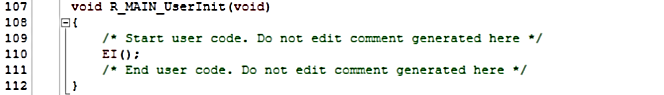 107 void R_MAIN_UserInit(void)
108 {
109 /* Start user code. Do not edit comment generated here */
110 EI();
111 /* End user code. Do not edit comment generated here */
112 }